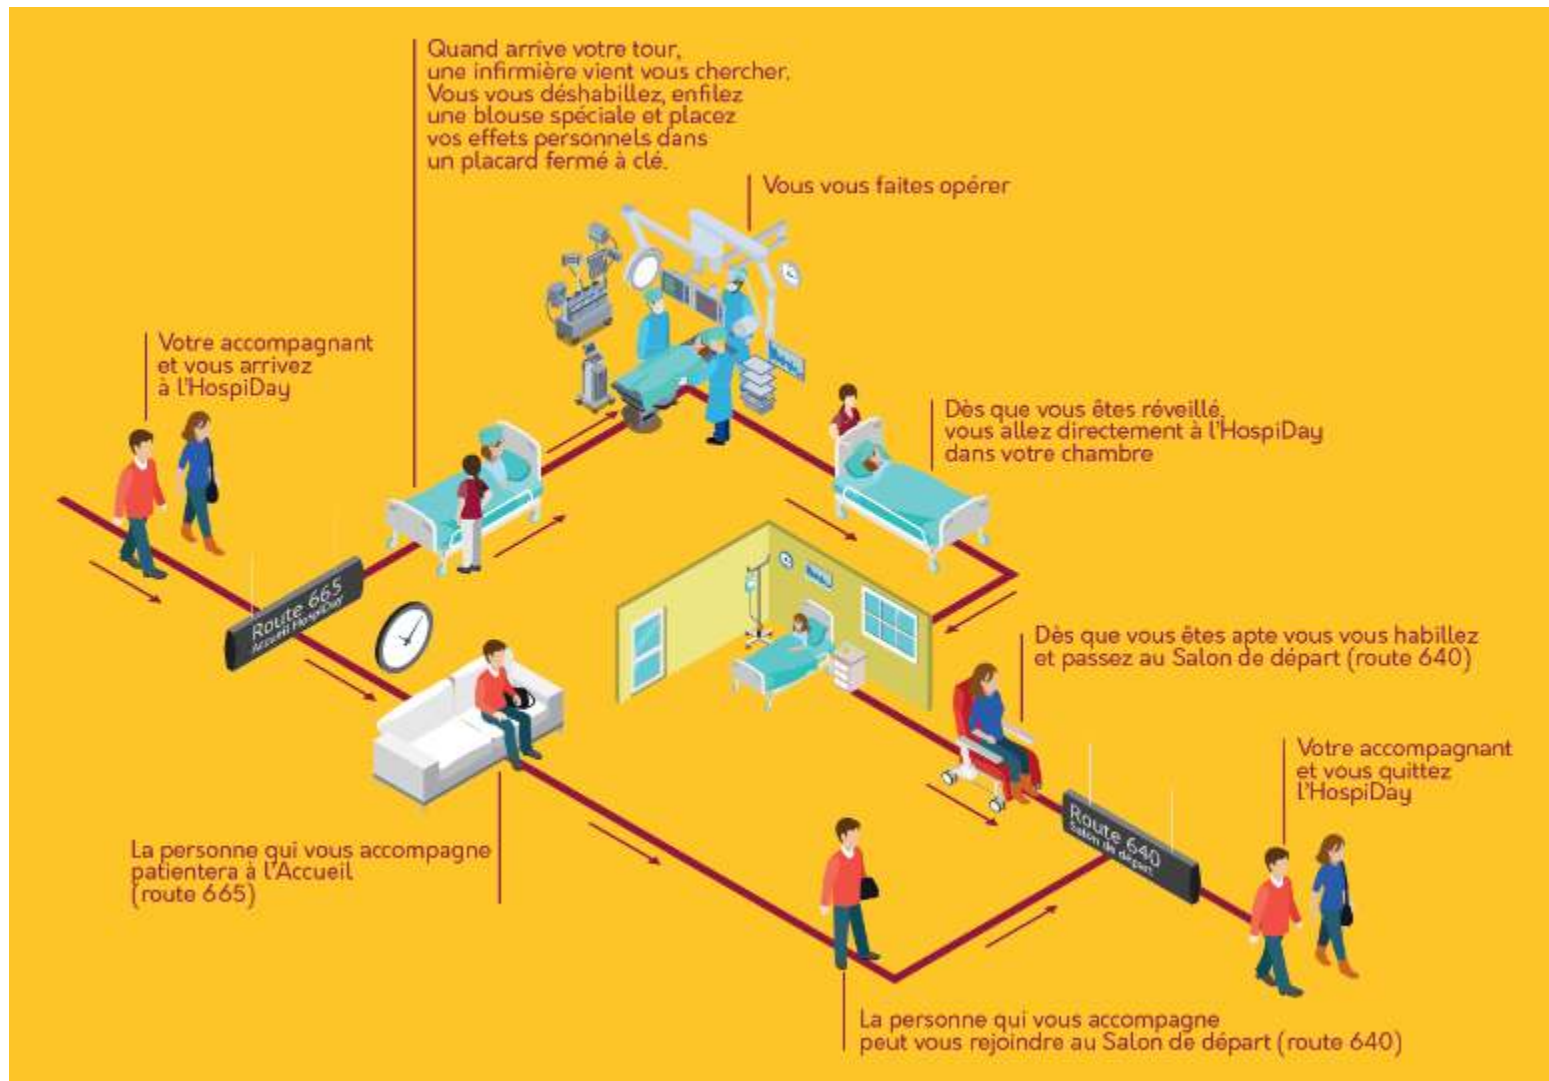 Quand arrive votre tour,
une infirmière vient vous chercher.
Vous vous déshabillez, enfilez
une blouse spéciale et placez
vos effets personnels dans
un placard fermé à clé.
Vous vous faites opérer
Votre accompagnant
et vous arrivez
à l'HospiDay
Dès que vous êtes réveillé,
vous allez directement à l'HospiDay
dans votre chambre
Route 665
Accueil HospiDay
Dès que vous êtes apte vous vous habillez
et passez au Salon de départ (route 640)
Votre accompagnant
et vous quittez
l'HospiDay
Route 640
Salon de départ
La personne qui vous accompagne
patientera à l'Accueil
(route 665)
La personne qui vous accompagne
peut vous rejoindre au Salon de départ (route 640)